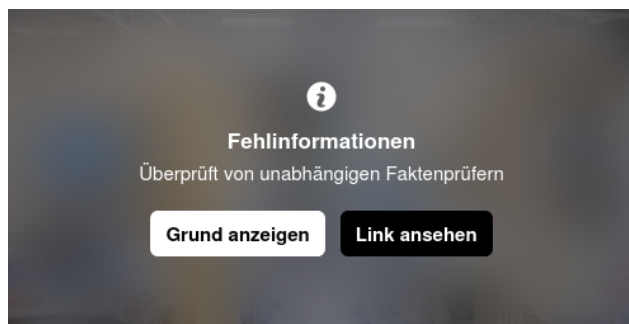 Fehlinformationen
Überprüft von unabhängigen Faktenprüfern
Grund anzeigen
Link ansehen